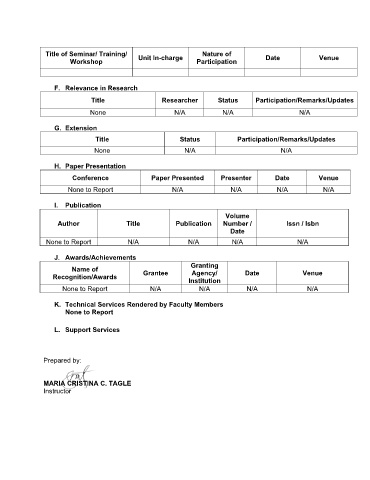 Title of Seminar/ Training/ Workshop Unit In-charge Nature of Participation Date Venue
F. Relevance in Research
Title Researcher Status Participation/Remarks/Updates
None N/A N/A N/A
G. Extension
Title Status Participation/Remarks/Updates
None N/A N/A
H. Paper Presentation
Conference Paper Presented Presenter Date Venue
None to Report N/A N/A N/A N/A
I. Publication
Author Title Publication Volume Number / Date Issn / Isbn
None to Report N/A N/A N/A N/A
J. Awards/Achievements
Name of Recognition/Awards Grantee Granting Agency/ Institution Date Venue
None to Report N/A N/A N/A N/A
K. Technical Services Rendered by Faculty Members
None to Report
L. Support Services
Prepared by:
MARIA CRISTINA C. TAGLE
Instructor